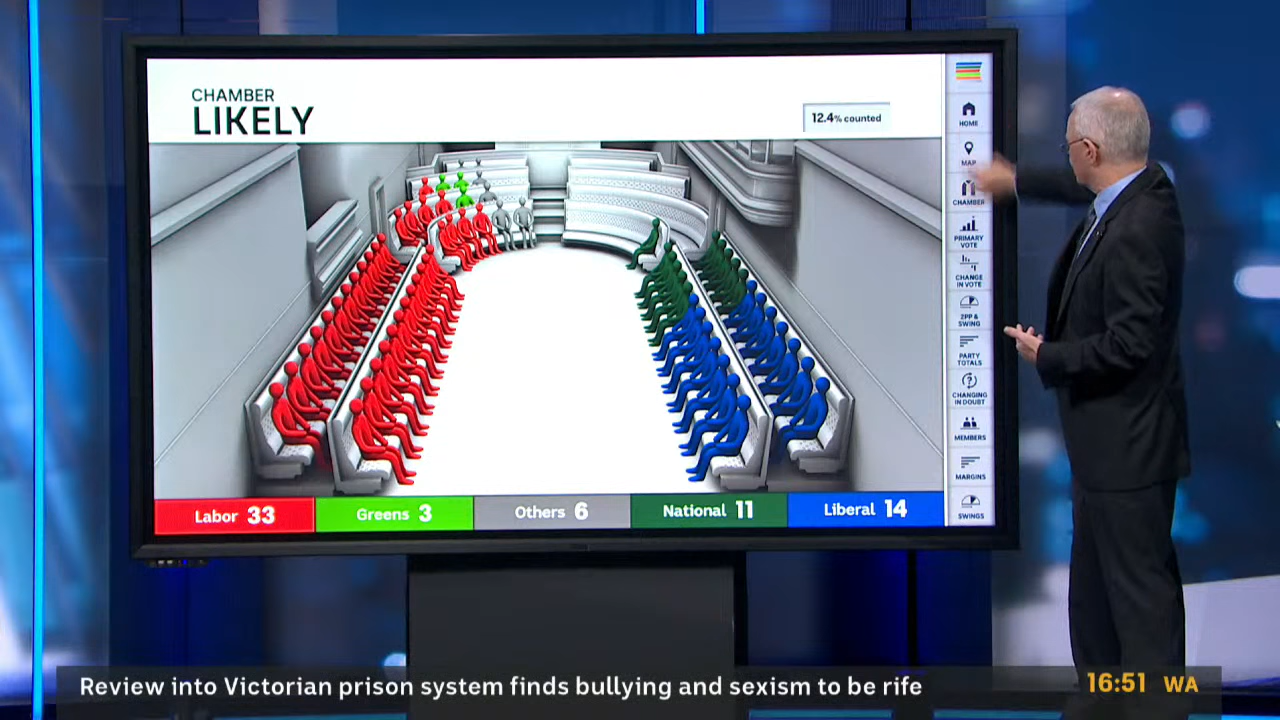 CHAMBER
LIKELY
12.4% counted
HOME
MAP
CHAMBER
PRIMARY
VOTE
CHANGE
IN VOTE
2PP &
SWING
PARTY
TOTALS
CHANGING
IN DOUBT
MEMBERS
MARGINS
SWINGS
Labor 33
Greens 3
Others 6
National 11
Liberal 14
Review into Victorian prison system finds bullying and sexism to be rife
16:51 WA